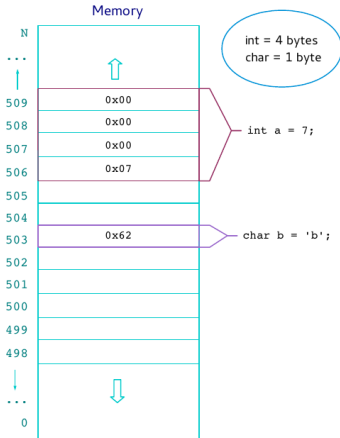 Memory
int = 4 bytes
char = 1 byte
N
...
509 0x00
508 0x00
507 0x00
506 0x07
int a = 7;
505
504
503 0x62
char b = 'b';
502
501
500
499
498
...
0